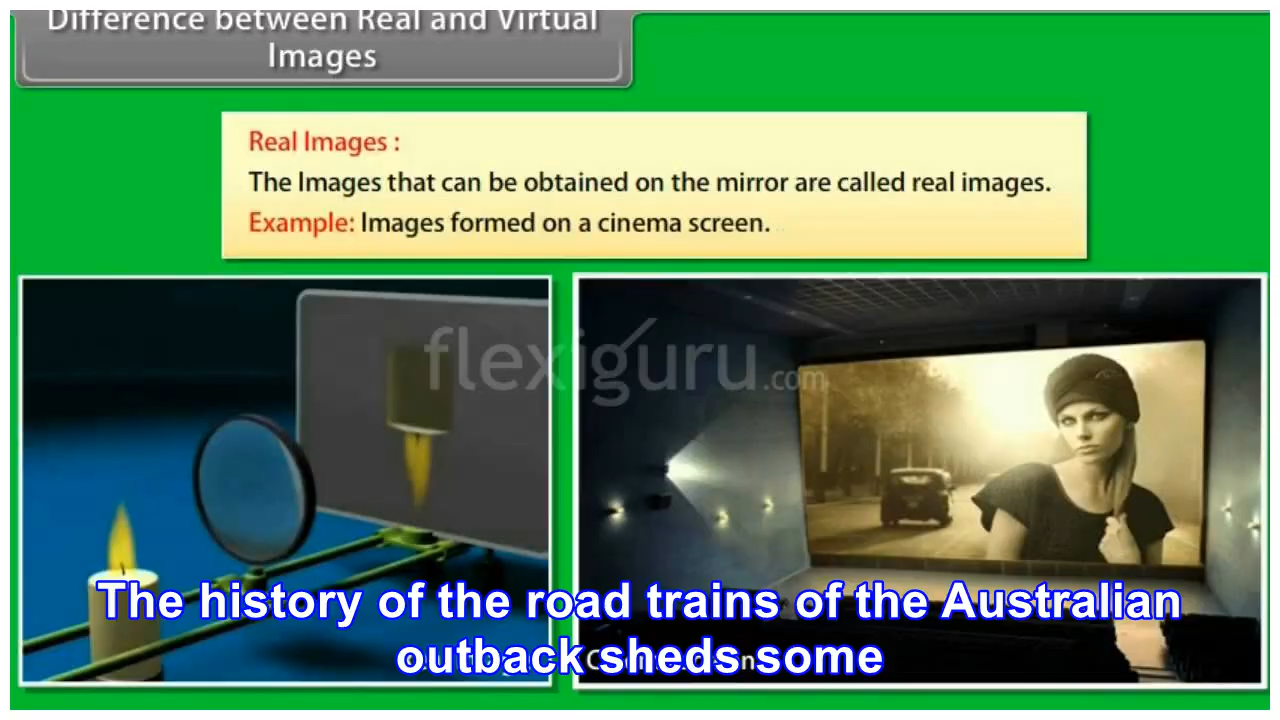 Difference between Real and Virtual
Images
Real Images :
The Images that can be obtained on the mirror are called real images.
Example: Images formed on a cinema screen.
flexiguru.com
The history of the road trains of the Australian
outback sheds some